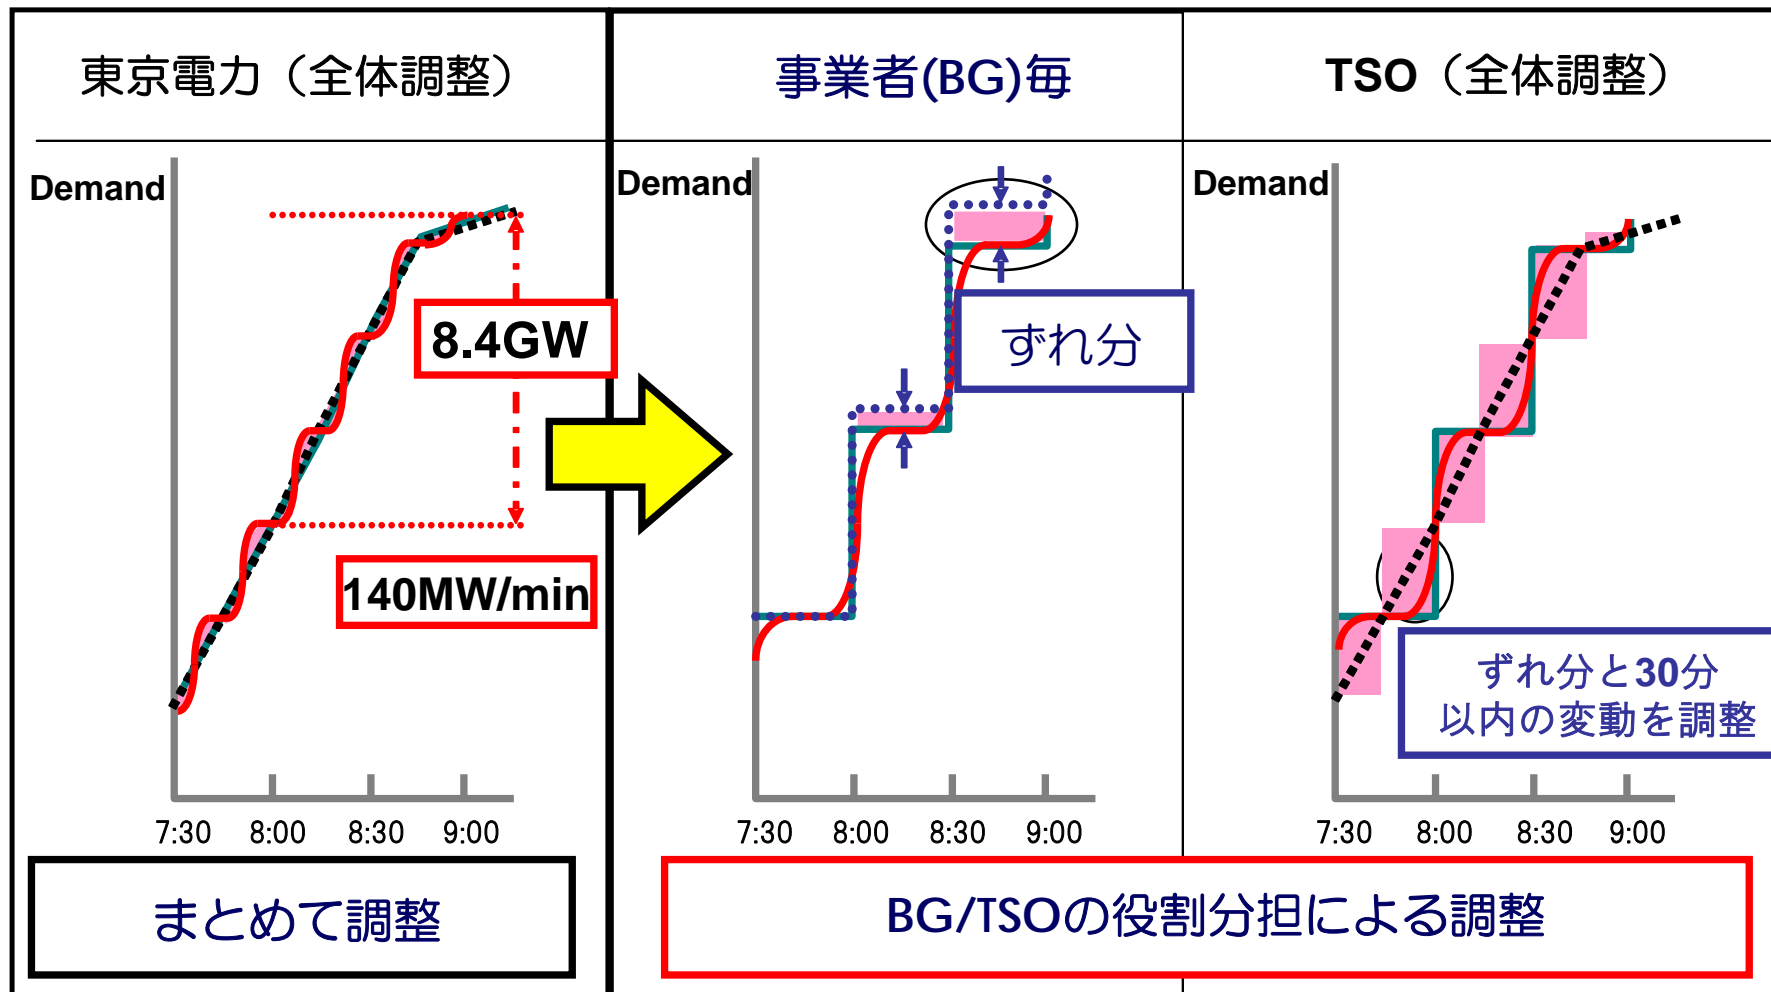 東京電力（全体調整）
事業者(BG)毎
TSO（全体調整）
Demand
8.4GW
140MW/min
7:30 8:00 8:30 9:00
まとめて調整
Demand
ずれ分
7:30 8:00 8:30 9:00
Demand
ずれ分と30分
以内の変動を調整
7:30 8:00 8:30 9:00
BG/TSOの役割分担による調整